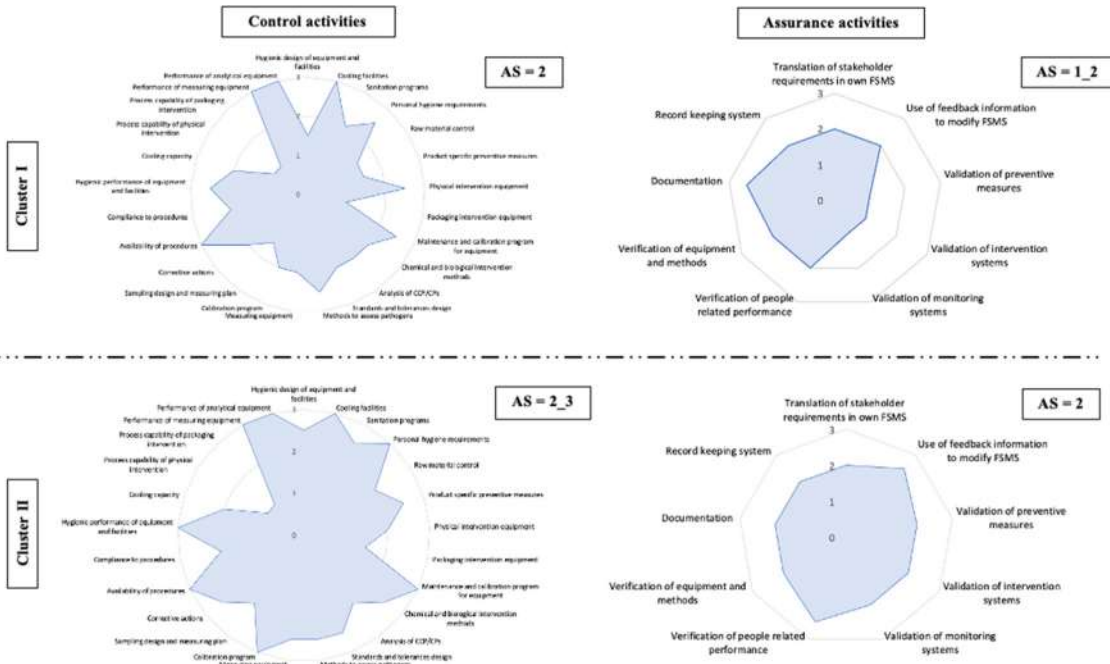 Control activities
Assurance activities
Cluster I
AS = 2
Hygienic design of equipment and
facilities
Cooling facilities
Sanitation programs
Personal hygiene requirements
Raw material control
Product specific preventive measures
Physical intervention equipment
Packaging intervention equipment
Maintenance and calibration program
for equipment
Chemical and biological intervention
methods
Analysis of CCP/CPs
Standards and tolerances design
Methods to assess pathogens
Measuring equipment
Calibration program
Sampling design and measuring plan
Corrective actions
Availability of procedures
Compliance to procedures
Hygienic performance of equipment
and facilities
Cooling capacity
Process capability of physical
intervention
Process capability of packaging
intervention
Performance of measuring equipment
Performance of analytical equipment
3
2
1
0
AS = 1_2
Translation of stakeholder
requirements in own FSMS
Use of feedback information
to modify FSMS
Validation of preventive
measures
Validation of intervention
systems
Validation of monitoring
systems
Verification of people
related performance
Verification of equipment
and methods
Documentation
Record keeping system
3
2
1
0
Cluster II
AS = 2_3
Hygienic design of equipment and
facilities
Cooling facilities
Sanitation programs
Personal hygiene requirements
Raw material control
Product specific preventive measures
Physical intervention equipment
Packaging intervention equipment
Maintenance and calibration program
for equipment
Chemical and biological intervention
methods
Analysis of CCP/CPs
Standards and tolerances design
Calibration program
Sampling design and measuring plan
Corrective actions
Availability of procedures
Compliance to procedures
Hygienic performance of equipment
and facilities
Cooling capacity
Process capability of physical
intervention
Process capability of packaging
intervention
Performance of measuring equipment
Performance of analytical equipment
3
2
1
0
AS = 2
Translation of stakeholder
requirements in own FSMS
Use of feedback information
to modify FSMS
Validation of preventive
measures
Validation of intervention
systems
Validation of monitoring
systems
Verification of people related
performance
Verification of equipment and
methods
Documentation
Record keeping system
3
2
1
0